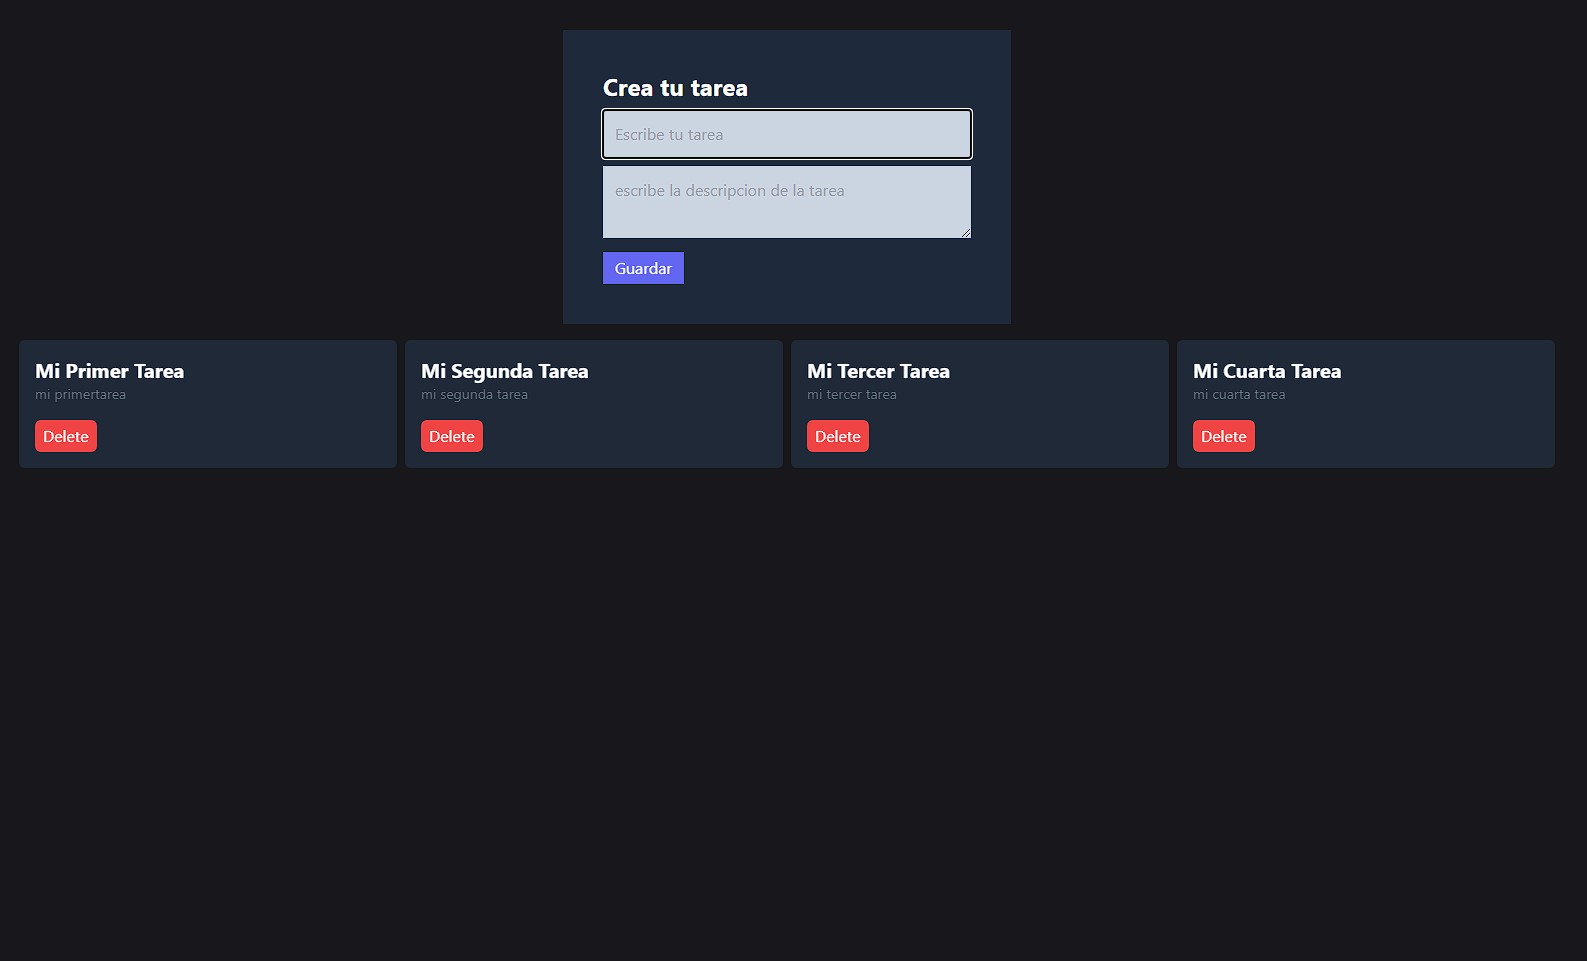 Crea tu tarea
Escribe tu tarea
escribe la descripcion de la tarea
Guardar
Mi Primer Tarea
mi primertarea
Delete
Mi Segunda Tarea
mi segunda tarea
Delete
Mi Tercer Tarea
mi tercer tarea
Delete
Mi Cuarta Tarea
mi cuarta tarea
Delete